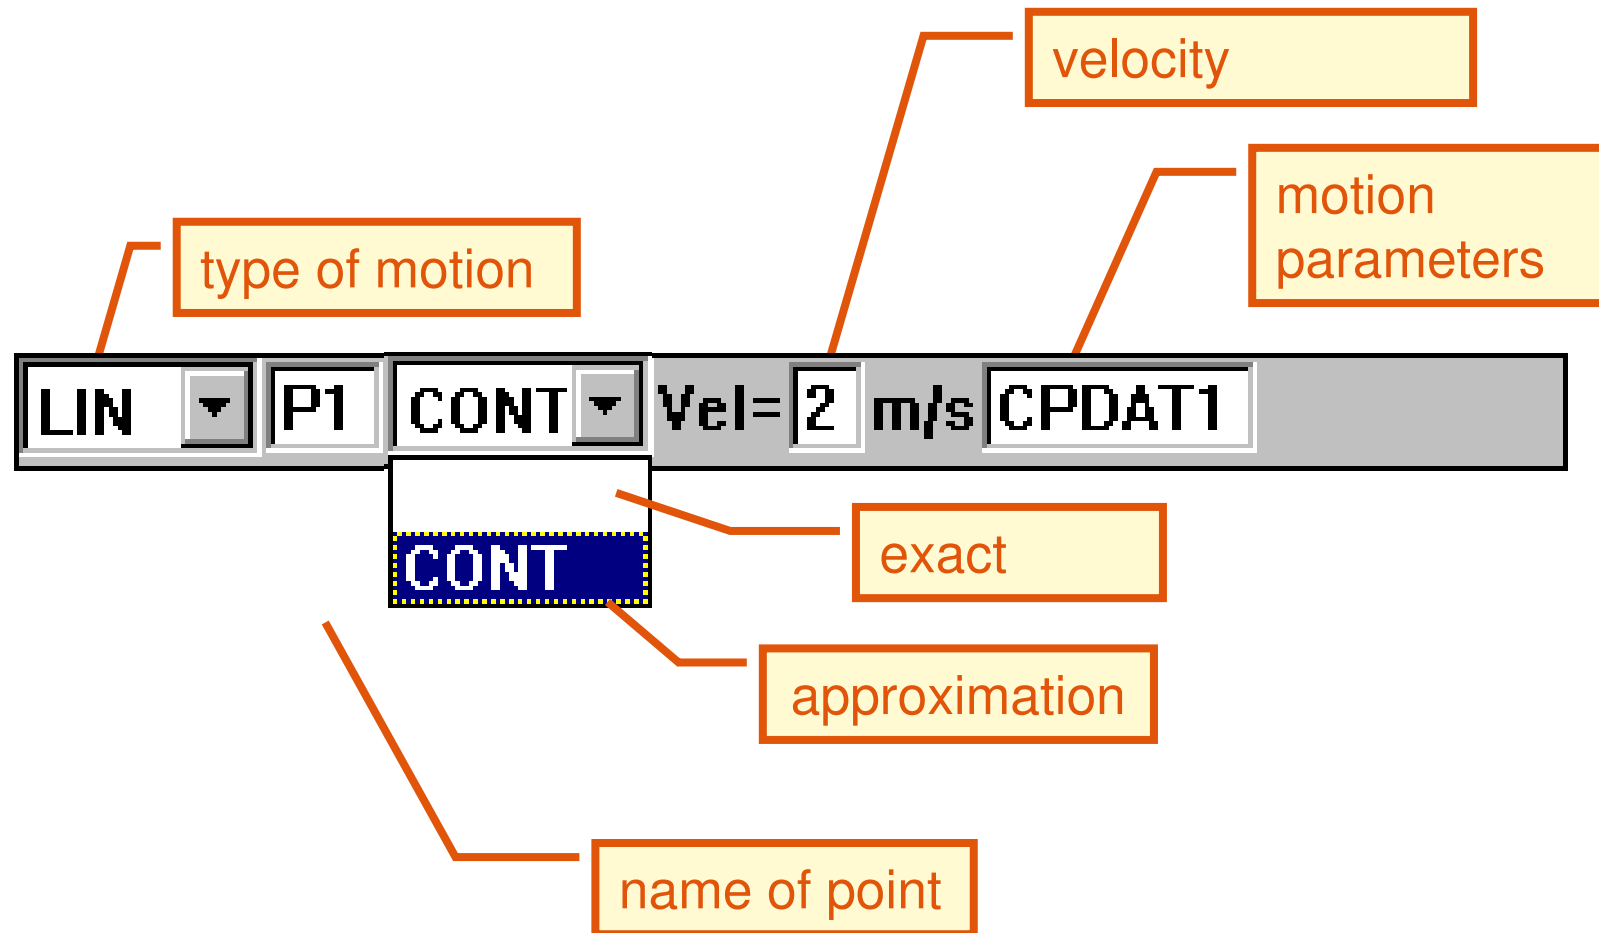 velocity
motion
parameters
type of motion
LIN P1 CONT Vel= 2 m/s CPDAT1
CONT
exact
approximation
name of point